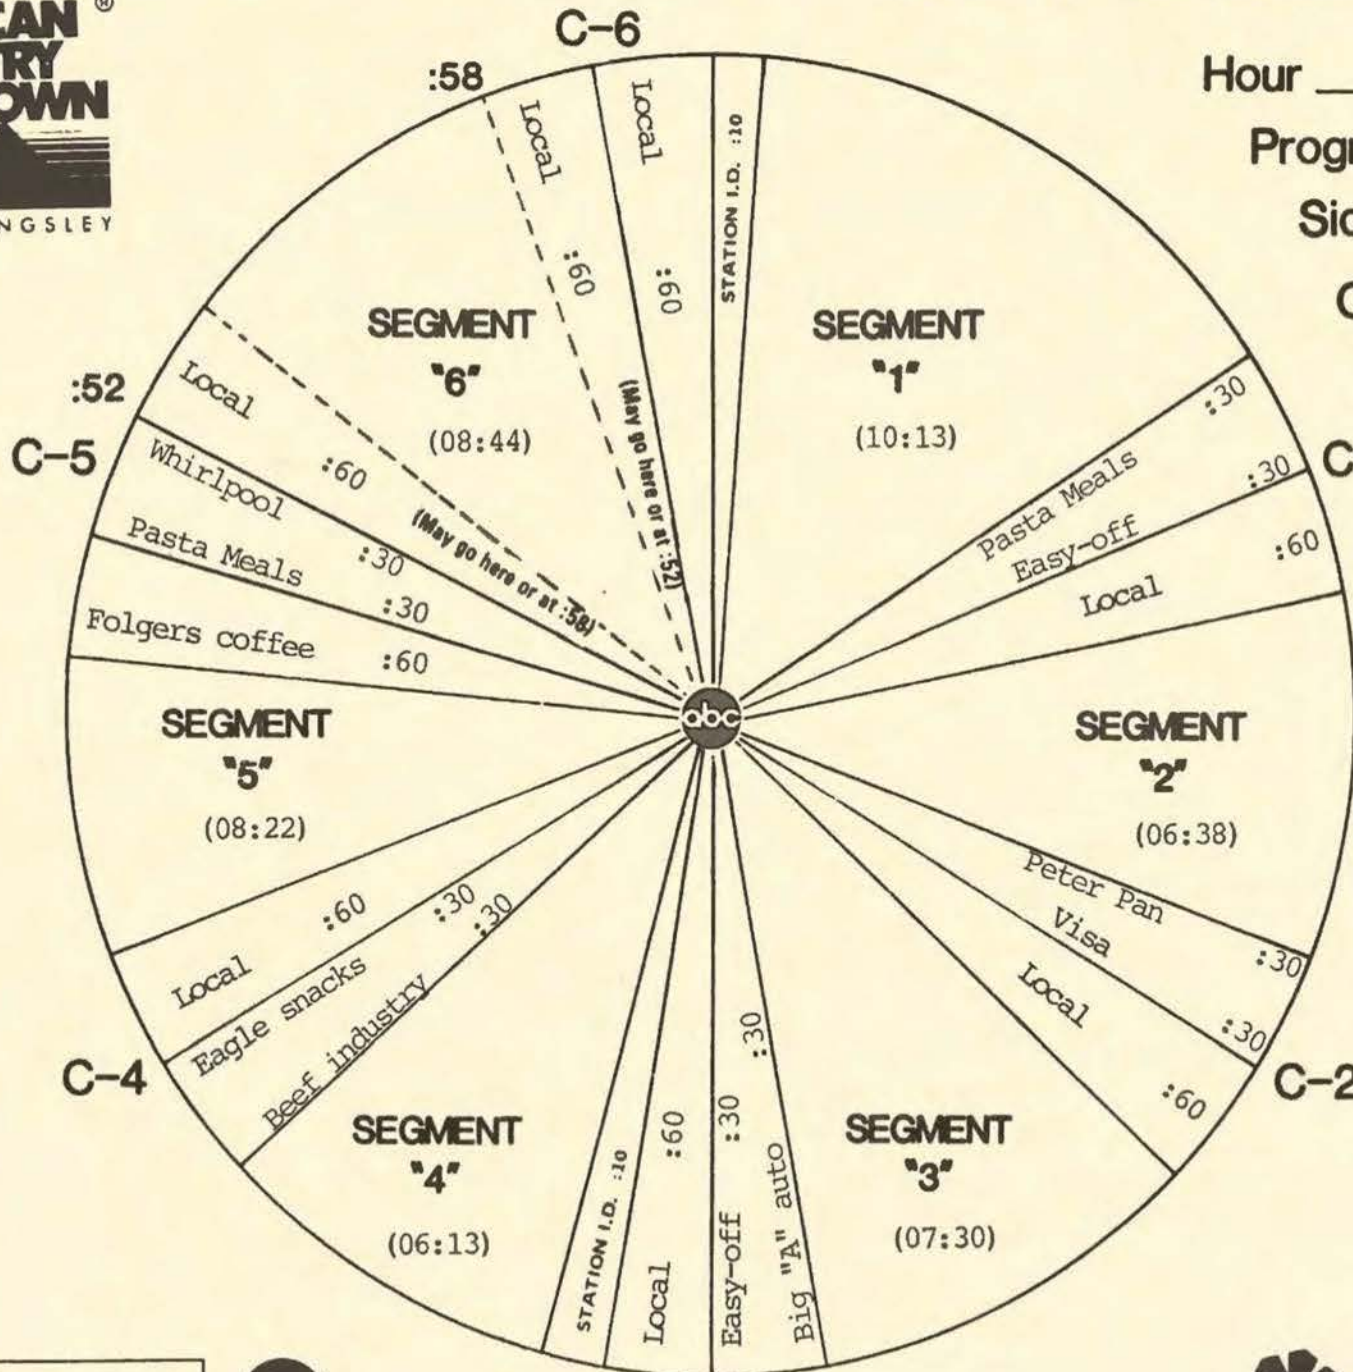 C-6
:58
Hour
NGSLEY
Local :60
Local :60
STATION I.D. :10
(May go here or at :52)
SEGMENT
"1"
(10:13)
Pasta Meals :30
Easy-off :30
Local :60
SEGMENT
"2"
(06:38)
Peter Pan :30
Visa :30
C-2
Local :60
SEGMENT
"3"
(07:30)
Big "A" auto :30
Easy-off :30
Local :60
STATION I.D. :10
SEGMENT
"4"
(06:13)
Beef industry :30
Eagle snacks :30
C-4
Local :60
SEGMENT
"5"
(08:22)
Folgers coffee :60
Pasta Meals :30
Whirlpool :30
C-5
:52
Local :60
(May go here or at :58)
SEGMENT
"6"
(08:44)
abc